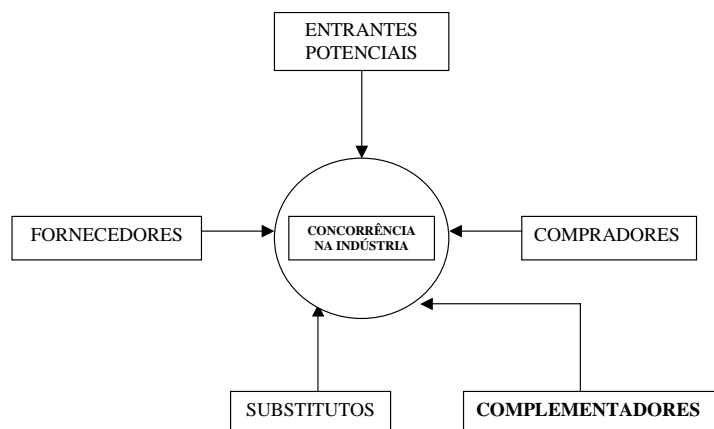 ENTRANTES
POTENCIAIS
FORNECEDORES
CONCORRÊNCIA
NA INDÚSTRIA
COMPRADORES
SUBSTITUTOS
COMPLEMENTADORES